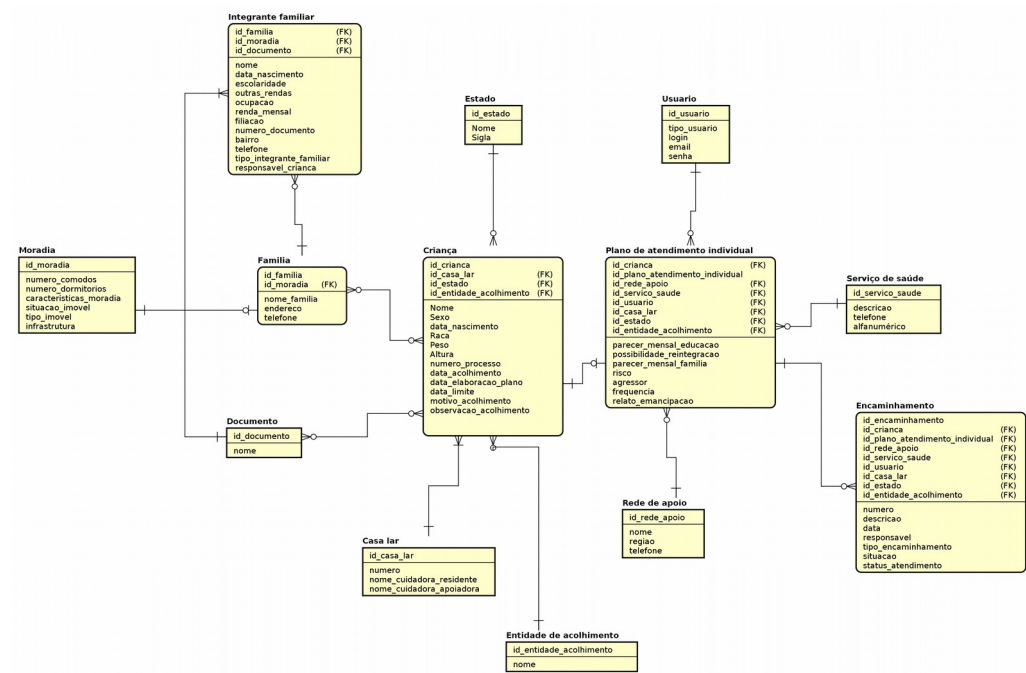 Integrante familiar
id_familia (FK)
id_moradia (FK)
id_documento (FK)
nome
data_nascimento
escolaridade
outras_rendas
ocupacao
renda_mensal
filiacao
numero_documento
bairro
telefone
tipo_integrante_familiar
responsavel_crianca
Estado
id_estado
Nome
Sigla
Usuario
id_usuario
tipo_usuario
login
email
senha
Moradia
id_moradia
numero_comodos
numero_dormitorios
caracteristicas_moradia
situacao_imovel
tipo_imovel
infrastrutura
Familia
id_familia
id_moradia (FK)
nome_familia
endereco
telefone
Criança
id_crianca
id_casa_lar (FK)
id_estado (FK)
id_entidade_acolhimento (FK)
Nome
Sexo
data_nascimento
Raca
Peso
Altura
numero_processo
data_acolhimento
data_elaboracao_plano
data_limite
motivo_acolhimento
observacao_acolhimento
Plano de atendimento individual
id_crianca (FK)
id_plano_atendimento_individual
id_rede_apoio (FK)
id_servico_saude (FK)
id_usuario (FK)
id_casa_lar (FK)
id_estado (FK)
id_entidade_acolhimento (FK)
parecer_mensal_educacao
possibilidade_reintegracao
parecer_mensal_familia
risco
agressor
frequencia
relato_emancipacao
Serviço de saúde
id_servico_saude
descricao
telefone
alfanumérico
Encaminhamento
id_encaminhamento
id_crianca (FK)
id_plano_atendimento_individual (FK)
id_rede_apoio (FK)
id_servico_saude (FK)
id_usuario (FK)
id_casa_lar (FK)
id_estado (FK)
id_entidade_acolhimento (FK)
numero
descricao
data
responsavel
tipo_encaminhamento
situacao
status_atendimento
Documento
id_documento
nome
Rede de apoio
id_rede_apoio
nome
regiao
telefone
Casa lar
id_casa_lar
numero
nome_cuidadora_residente
nome_cuidadora_apoiadora
Entidade de acolhimento
id_entidade_acolhimento
nome